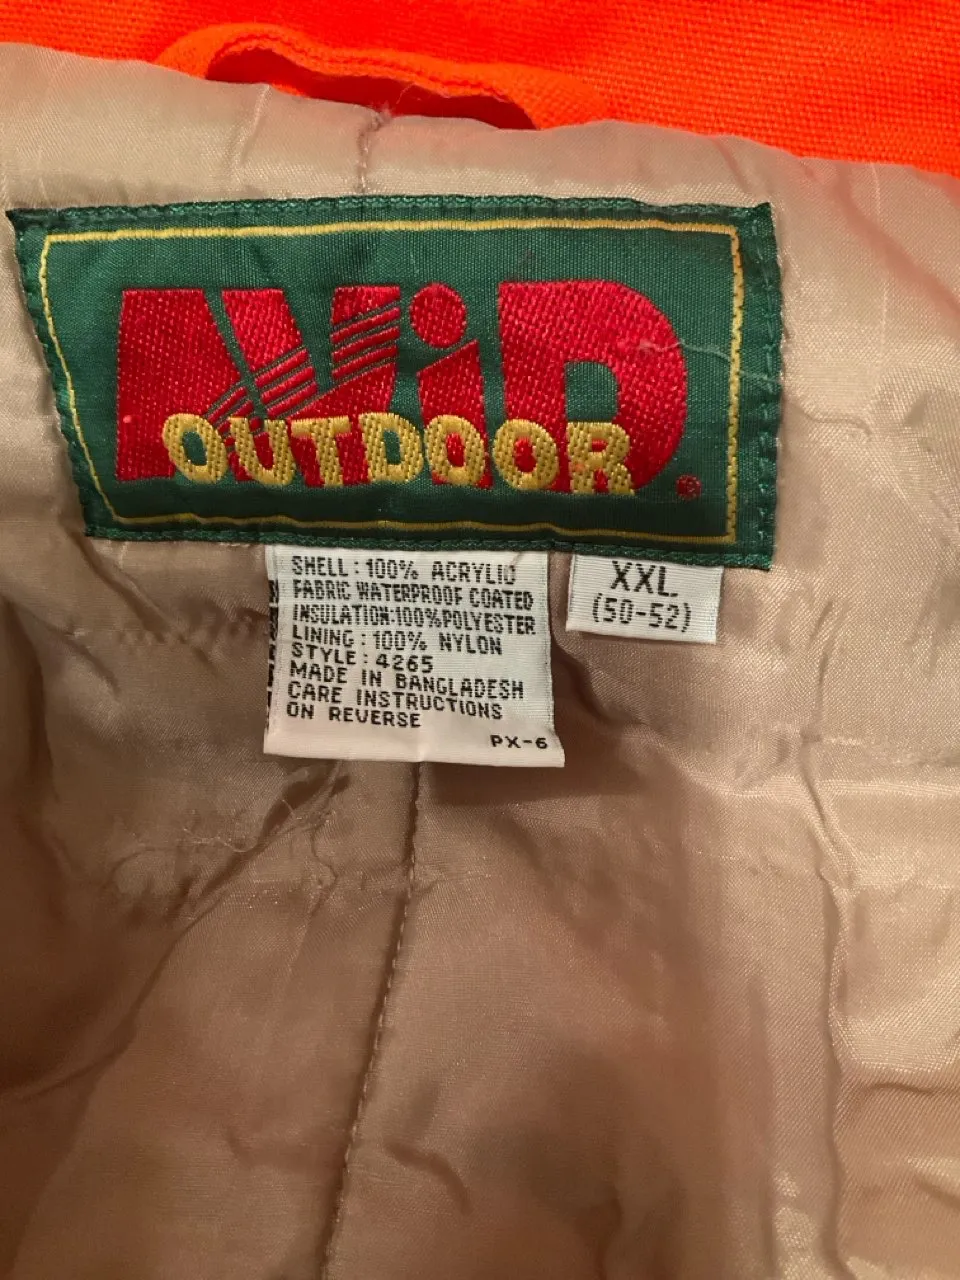 AViD
OUTDOOR
®
SHELL: 100% ACRYLIC
FABRIC WATERPROOF COATED
INSULATION:100%POLYESTER
LINING: 100% NYLON
STYLE: 4265
MADE IN BANGLADESH
CARE INSTRUCTIONS
ON REVERSE
PX-6
XXL
(50-52)